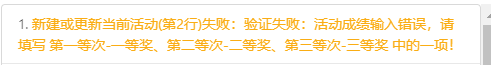 1. 新建或更新当前活动(第2行)失败：验证失败：活动成绩输入错误，请
填写 第一等次-一等奖、第二等次-二等奖、第三等次-三等奖 中的一项！